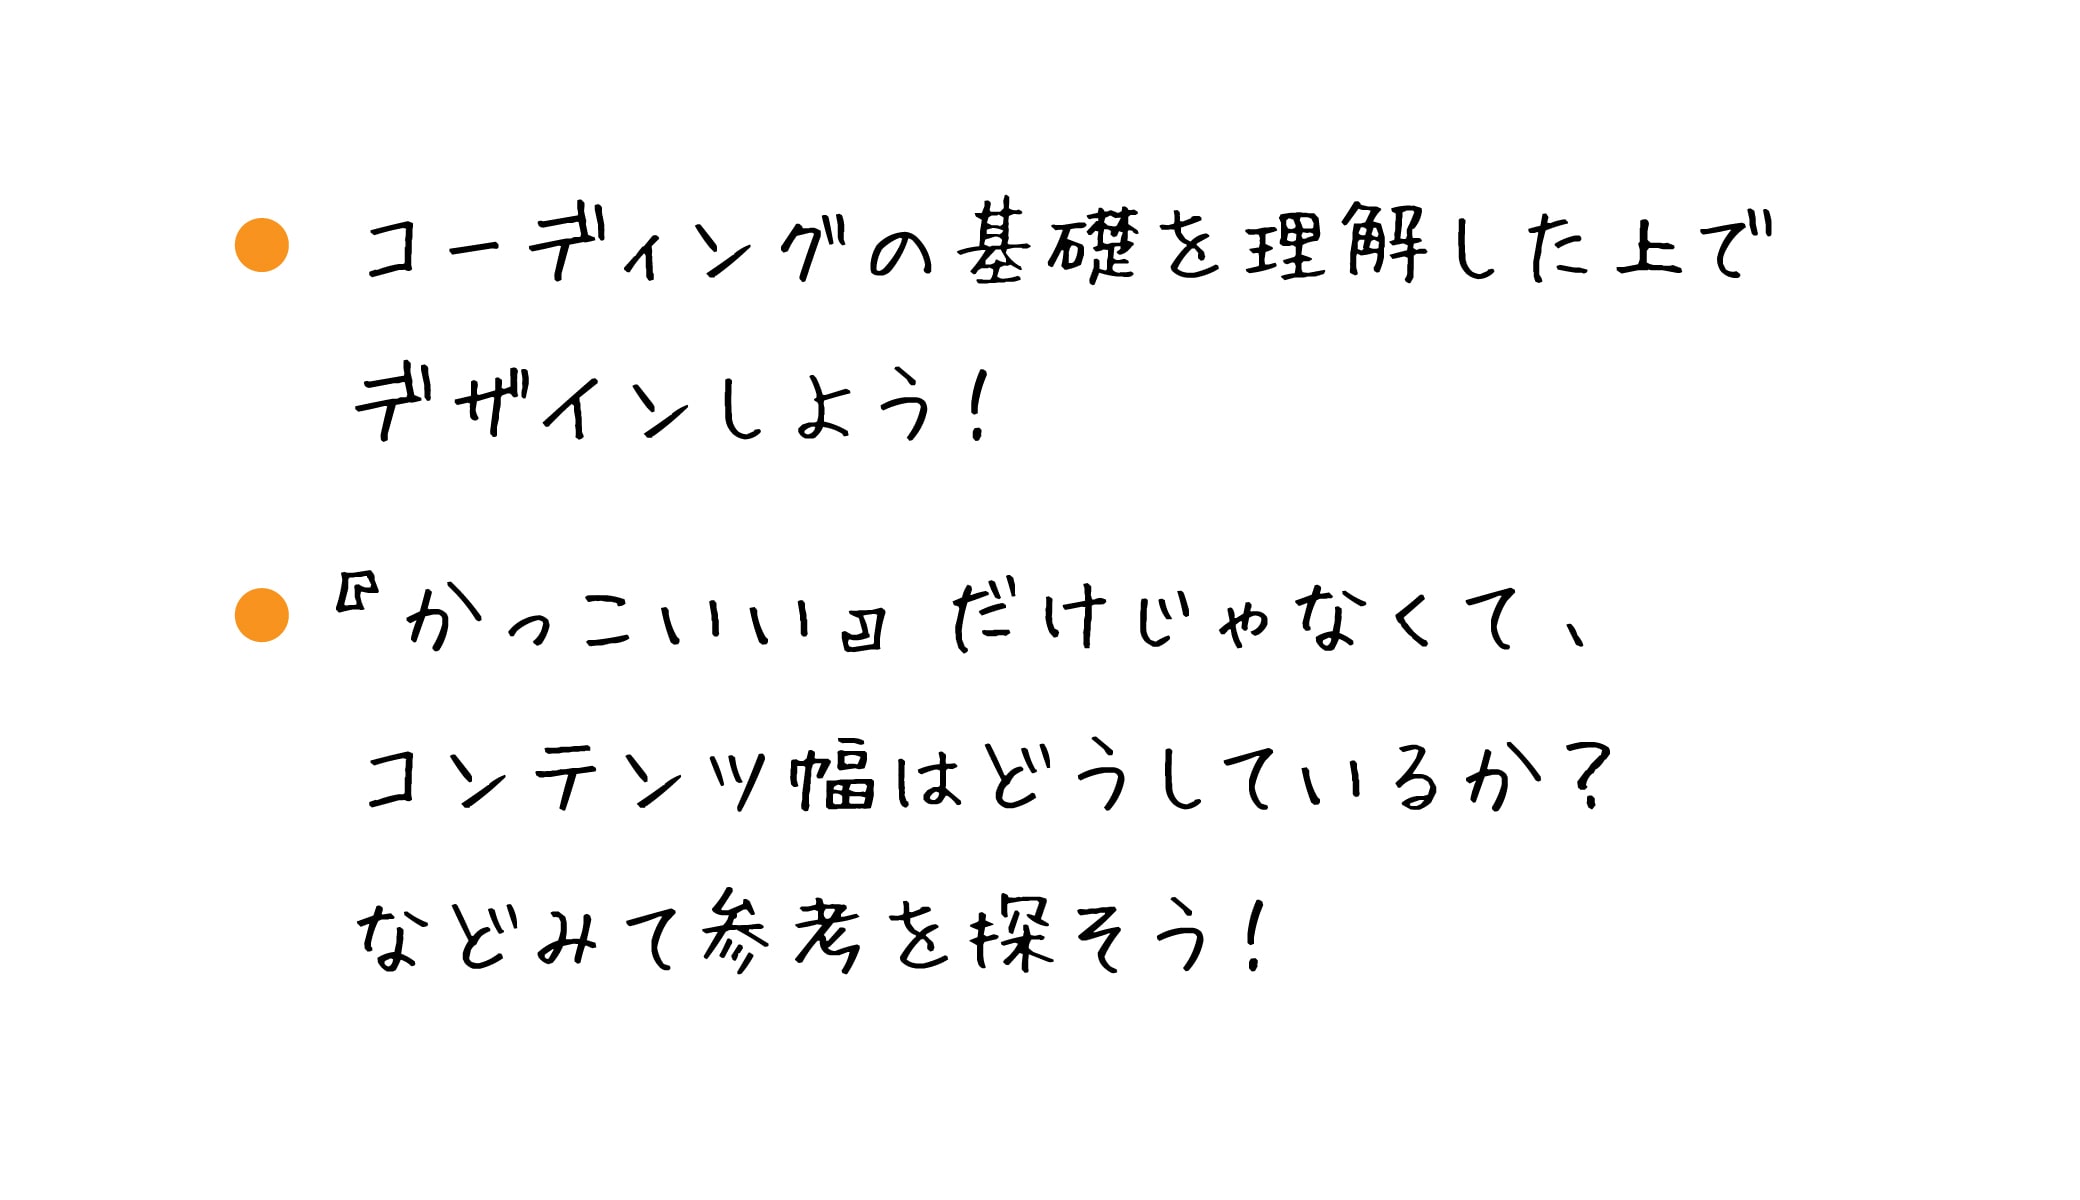 ● コーディングの基礎を理解した上で
デザインしよう！
● 『かっこいい』だけじゃなくて、
コンテンツ幅はどうしているか？
などみて参考を探そう！